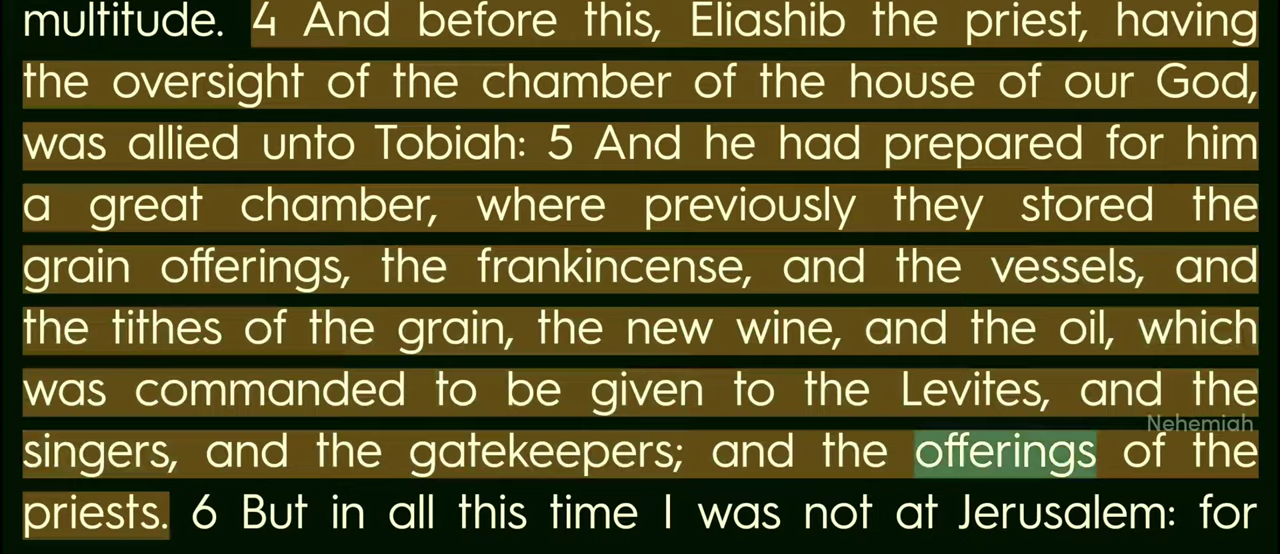 multitude. 4 And before this, Eliashib the priest, having
the oversight of the chamber of the house of our God,
was allied unto Tobiah: 5 And he had prepared for him
a great chamber, where previously they stored the
grain offerings, the frankincense, and the vessels, and
the tithes of the grain, the new wine, and the oil, which
was commanded to be given to the Levites, and the
Nehemiah
singers, and the gatekeepers; and the offerings of the
priests. 6 But in all this time I was not at Jerusalem: for